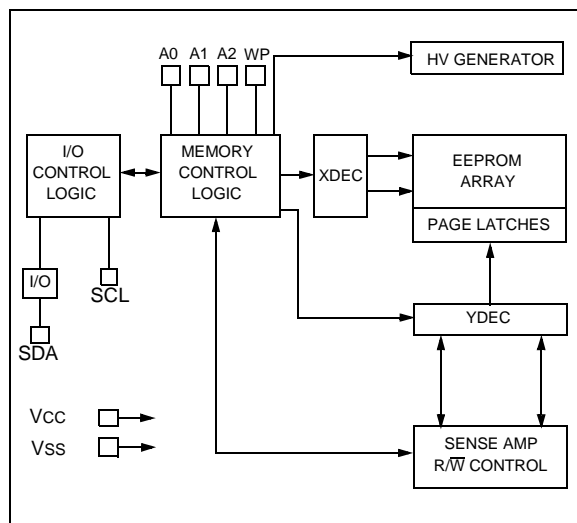 A0 A1 A2 WP
HV GENERATOR
I/O
CONTROL
LOGIC
MEMORY
CONTROL
LOGIC
XDEC
EEPROM
ARRAY
PAGE LATCHES
I/O
SCL
SDA
YDEC
VCC
VSS
SENSE AMP
R/W̅ CONTROL